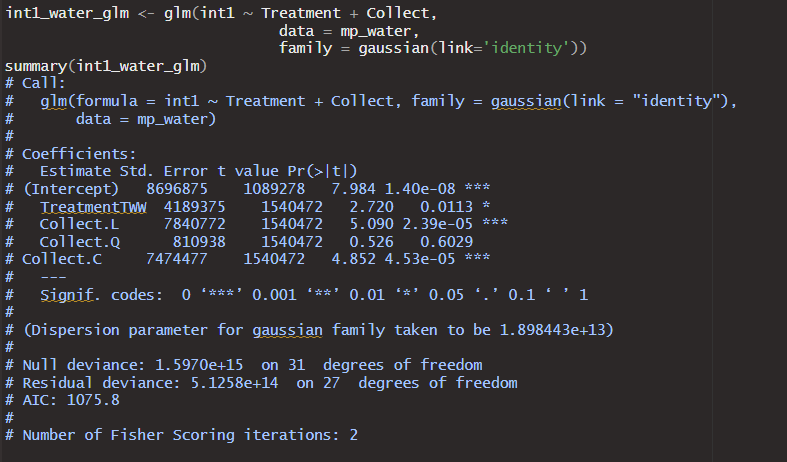 int1_water_glm <- glm(int1 ~ Treatment + Collect,
data = mp_water,
family = gaussian(link='identity'))
summary(int1_water_glm)
# Call:
#   glm(formula = int1 ~ Treatment + Collect, family = gaussian(link = "identity"),
#       data = mp_water)
#
# Coefficients:
#   Estimate Std. Error t value Pr(>|t|)
# (Intercept)   8696875    1089278   7.984 1.40e-08 ***
#   TreatmentTWW  4189375    1540472   2.720   0.0113 *
#   Collect.L     7840772    1540472   5.090 2.39e-05 ***
#   Collect.Q      810938    1540472   0.526   0.6029
# Collect.C     7474477    1540472   4.852 4.53e-05 ***
#   ---
#   Signif. codes:  0 ‘***’ 0.001 ‘**’ 0.01 ‘*’ 0.05 ‘.’ 0.1 ‘ ’ 1
#
# (Dispersion parameter for gaussian family taken to be 1.898443e+13)
#
# Null deviance: 1.5970e+15  on 31  degrees of freedom
# Residual deviance: 5.1258e+14  on 27  degrees of freedom
# AIC: 1075.8
#
# Number of Fisher Scoring iterations: 2